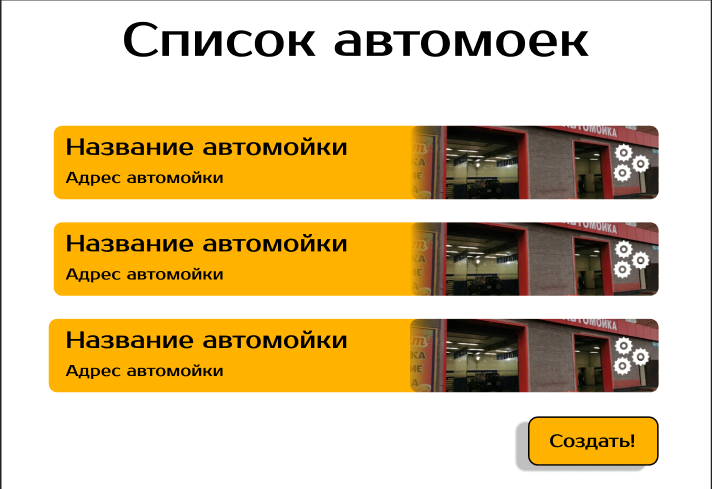 Список автомоек
Название автомойки
Адрес автомойки
Название автомойки
Адрес автомойки
Название автомойки
Адрес автомойки
Создать!